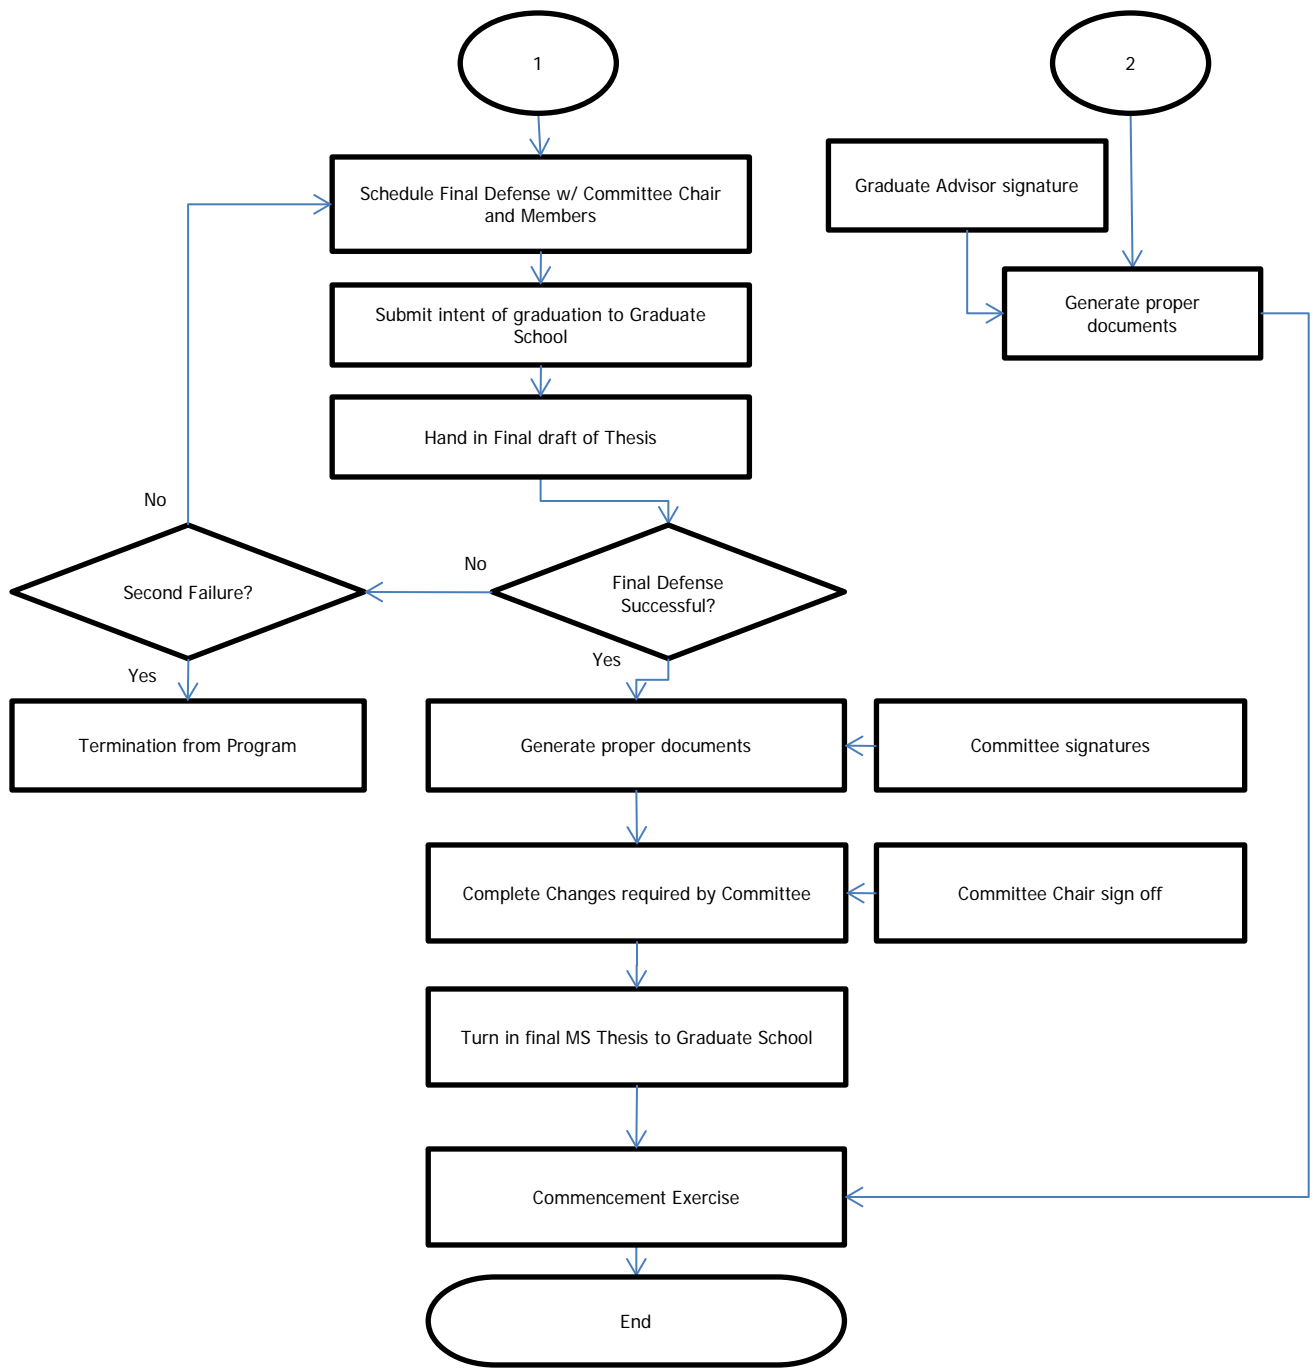 1
2
Graduate Advisor signature
Schedule Final Defense w/ Committee Chair
and Members
Generate proper
documents
Submit intent of graduation to Graduate
School
Hand in Final draft of Thesis
No
No
Second Failure?
Final Defense
Successful?
Yes
Yes
Termination from Program
Generate proper documents
Committee signatures
Complete Changes required by Committee
Committee Chair sign off
Turn in final MS Thesis to Graduate School
Commencement Exercise
End